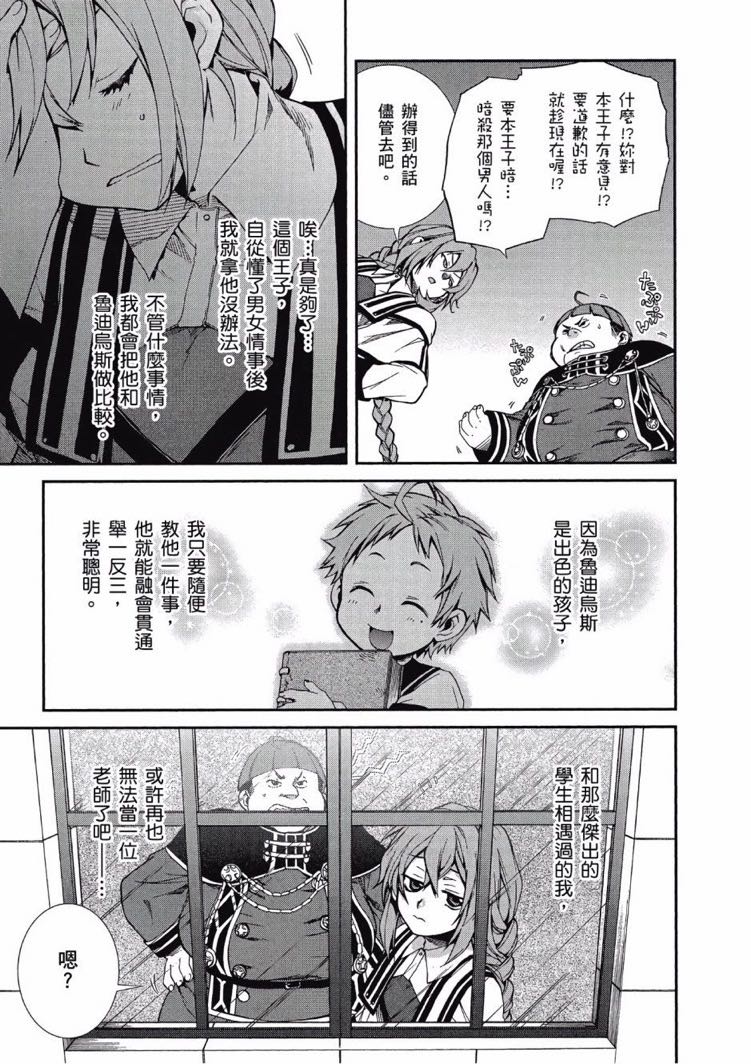 什麼!?妳對
本王子有意見!?
要道歉的話
就趁現在喔!?
要本王子暗…
暗殺那個男人嗎!?
辦得到的話
儘管去吧。
たぷぷん
たぷぷん
唉…真是夠了…
這個王子，
自從懂了男女情事後
我就拿他沒辦法。
不管什麼事情，
我都會把他和
魯迪烏斯做比較。
因為魯迪烏斯
是出色的孩子，
我只要隨便
教他一件事，
他就能融會貫通
舉一反三，
非常聰明。
和那麼傑出的
學生相遇過的我，
或許再也
無法當一位
老師了吧——…
嗯？